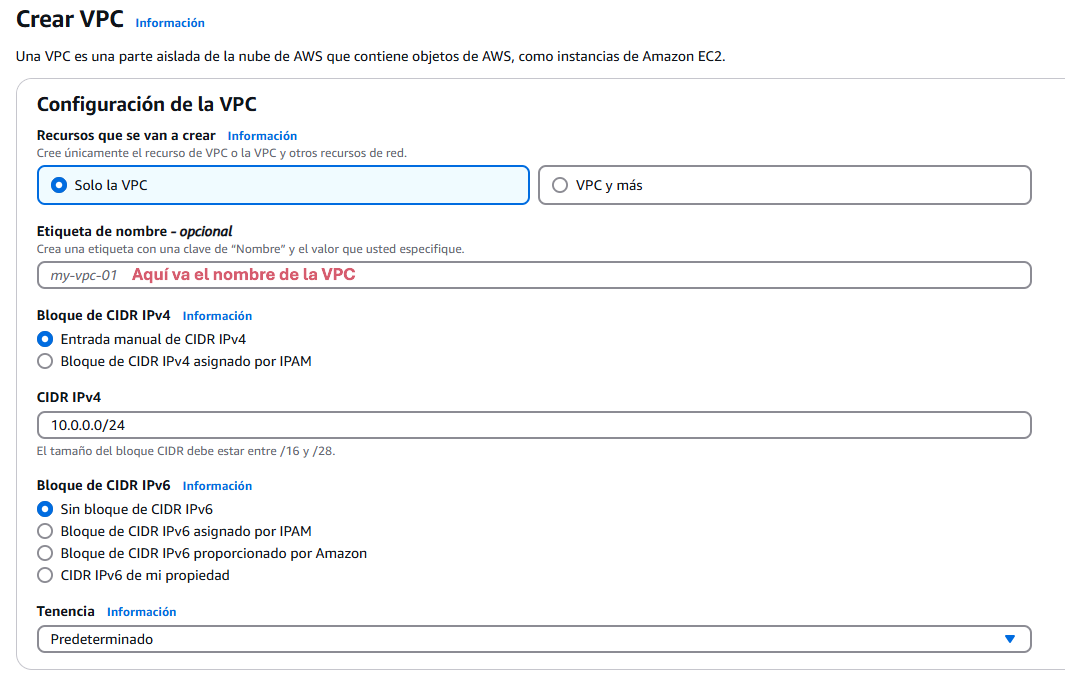 Crear VPC Información
Una VPC es una parte aislada de la nube de AWS que contiene objetos de AWS, como instancias de Amazon EC2.
Configuración de la VPC
Recursos que se van a crear Información
Cree únicamente el recurso de VPC o la VPC y otros recursos de red.
Solo la VPC VPC y más
Etiqueta de nombre - opcional
Crea una etiqueta con una clave de “Nombre” y el valor que usted especifique.
my-vpc-01 Aquí va el nombre de la VPC
Bloque de CIDR IPv4 Información
Entrada manual de CIDR IPv4
Bloque de CIDR IPv4 asignado por IPAM
CIDR IPv4
10.0.0.0/24
El tamaño del bloque CIDR debe estar entre /16 y /28.
Bloque de CIDR IPv6 Información
Sin bloque de CIDR IPv6
Bloque de CIDR IPv6 asignado por IPAM
Bloque de CIDR IPv6 proporcionado por Amazon
CIDR IPv6 de mi propiedad
Tenencia Información
Predeterminado